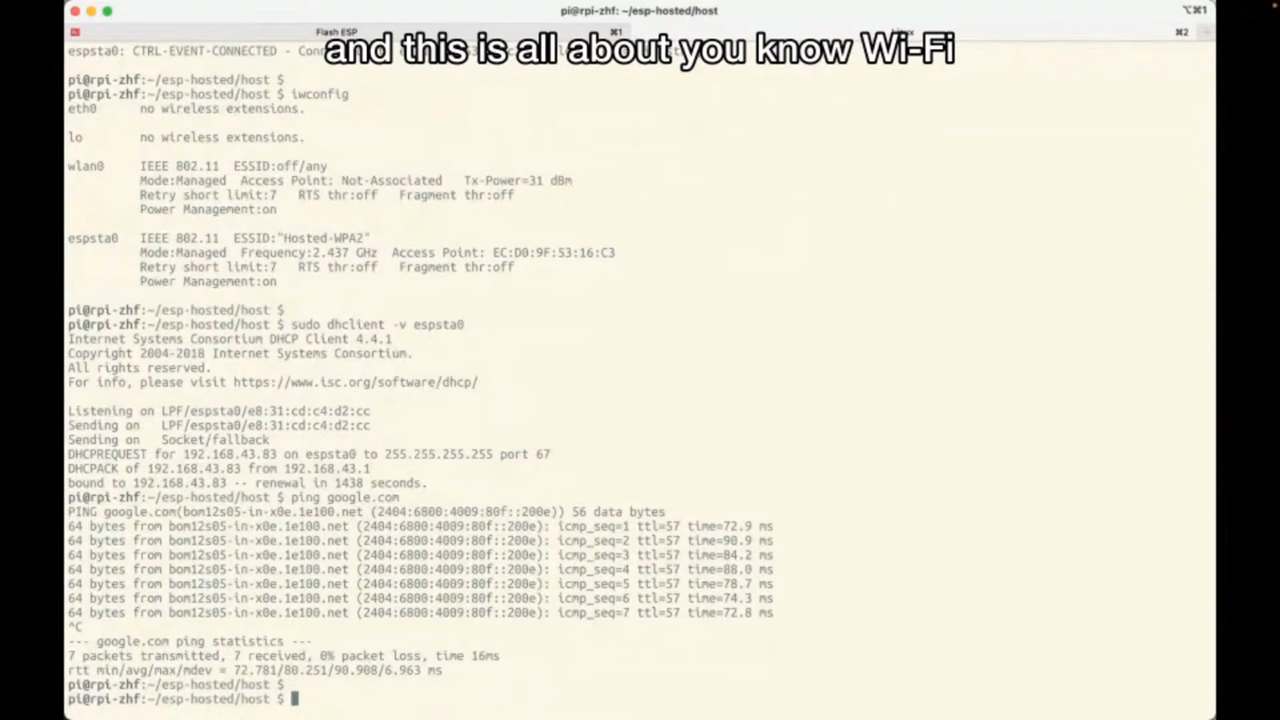 pi@rpi-zhf: ~/esp-hosted/host
⌥⌘1
Flash ESP
⌘1
⌘2
and this is all about you know Wi-Fi
espsta0: CTRL-EVENT-CONNECTED -
pi@rpi-zhf:~/esp-hosted/host $
pi@rpi-zhf:~/esp-hosted/host $ iwconfig
eth0      no wireless extensions.
lo        no wireless extensions.
wlan0     IEEE 802.11  ESSID:off/any
Mode:Managed  Access Point: Not-Associated   Tx-Power=31 dBm
Retry short limit:7   RTS thr:off   Fragment thr:off
Power Management:on
espsta0   IEEE 802.11  ESSID:"Hosted-WPA2"
Mode:Managed  Frequency:2.437 GHz  Access Point: EC:D0:9F:53:16:C3
Retry short limit:7   RTS thr:off   Fragment thr:off
Power Management:on
pi@rpi-zhf:~/esp-hosted/host $
pi@rpi-zhf:~/esp-hosted/host $ sudo dhclient -v espsta0
Internet Systems Consortium DHCP Client 4.4.1
Copyright 2004-2018 Internet Systems Consortium.
All rights reserved.
For info, please visit https://www.isc.org/software/dhcp/
Listening on LPF/espsta0/e8:31:cd:c4:d2:cc
Sending on   LPF/espsta0/e8:31:cd:c4:d2:cc
Sending on   Socket/fallback
DHCPREQUEST for 192.168.43.83 on espsta0 to 255.255.255.255 port 67
DHCPACK of 192.168.43.83 from 192.168.43.1
bound to 192.168.43.83 -- renewal in 1438 seconds.
pi@rpi-zhf:~/esp-hosted/host $ ping google.com
PING google.com(bom12s05-in-x0e.1e100.net (2404:6800:4009:80f::200e)) 56 data bytes
64 bytes from bom12s05-in-x0e.1e100.net (2404:6800:4009:80f::200e): icmp_seq=1 ttl=57 time=72.9 ms
64 bytes from bom12s05-in-x0e.1e100.net (2404:6800:4009:80f::200e): icmp_seq=2 ttl=57 time=90.9 ms
64 bytes from bom12s05-in-x0e.1e100.net (2404:6800:4009:80f::200e): icmp_seq=3 ttl=57 time=84.2 ms
64 bytes from bom12s05-in-x0e.1e100.net (2404:6800:4009:80f::200e): icmp_seq=4 ttl=57 time=88.0 ms
64 bytes from bom12s05-in-x0e.1e100.net (2404:6800:4009:80f::200e): icmp_seq=5 ttl=57 time=78.7 ms
64 bytes from bom12s05-in-x0e.1e100.net (2404:6800:4009:80f::200e): icmp_seq=6 ttl=57 time=74.3 ms
64 bytes from bom12s05-in-x0e.1e100.net (2404:6800:4009:80f::200e): icmp_seq=7 ttl=57 time=72.8 ms
^C
--- google.com ping statistics ---
7 packets transmitted, 7 received, 0% packet loss, time 16ms
rtt min/avg/max/mdev = 72.781/80.251/90.908/6.963 ms
pi@rpi-zhf:~/esp-hosted/host $
pi@rpi-zhf:~/esp-hosted/host $